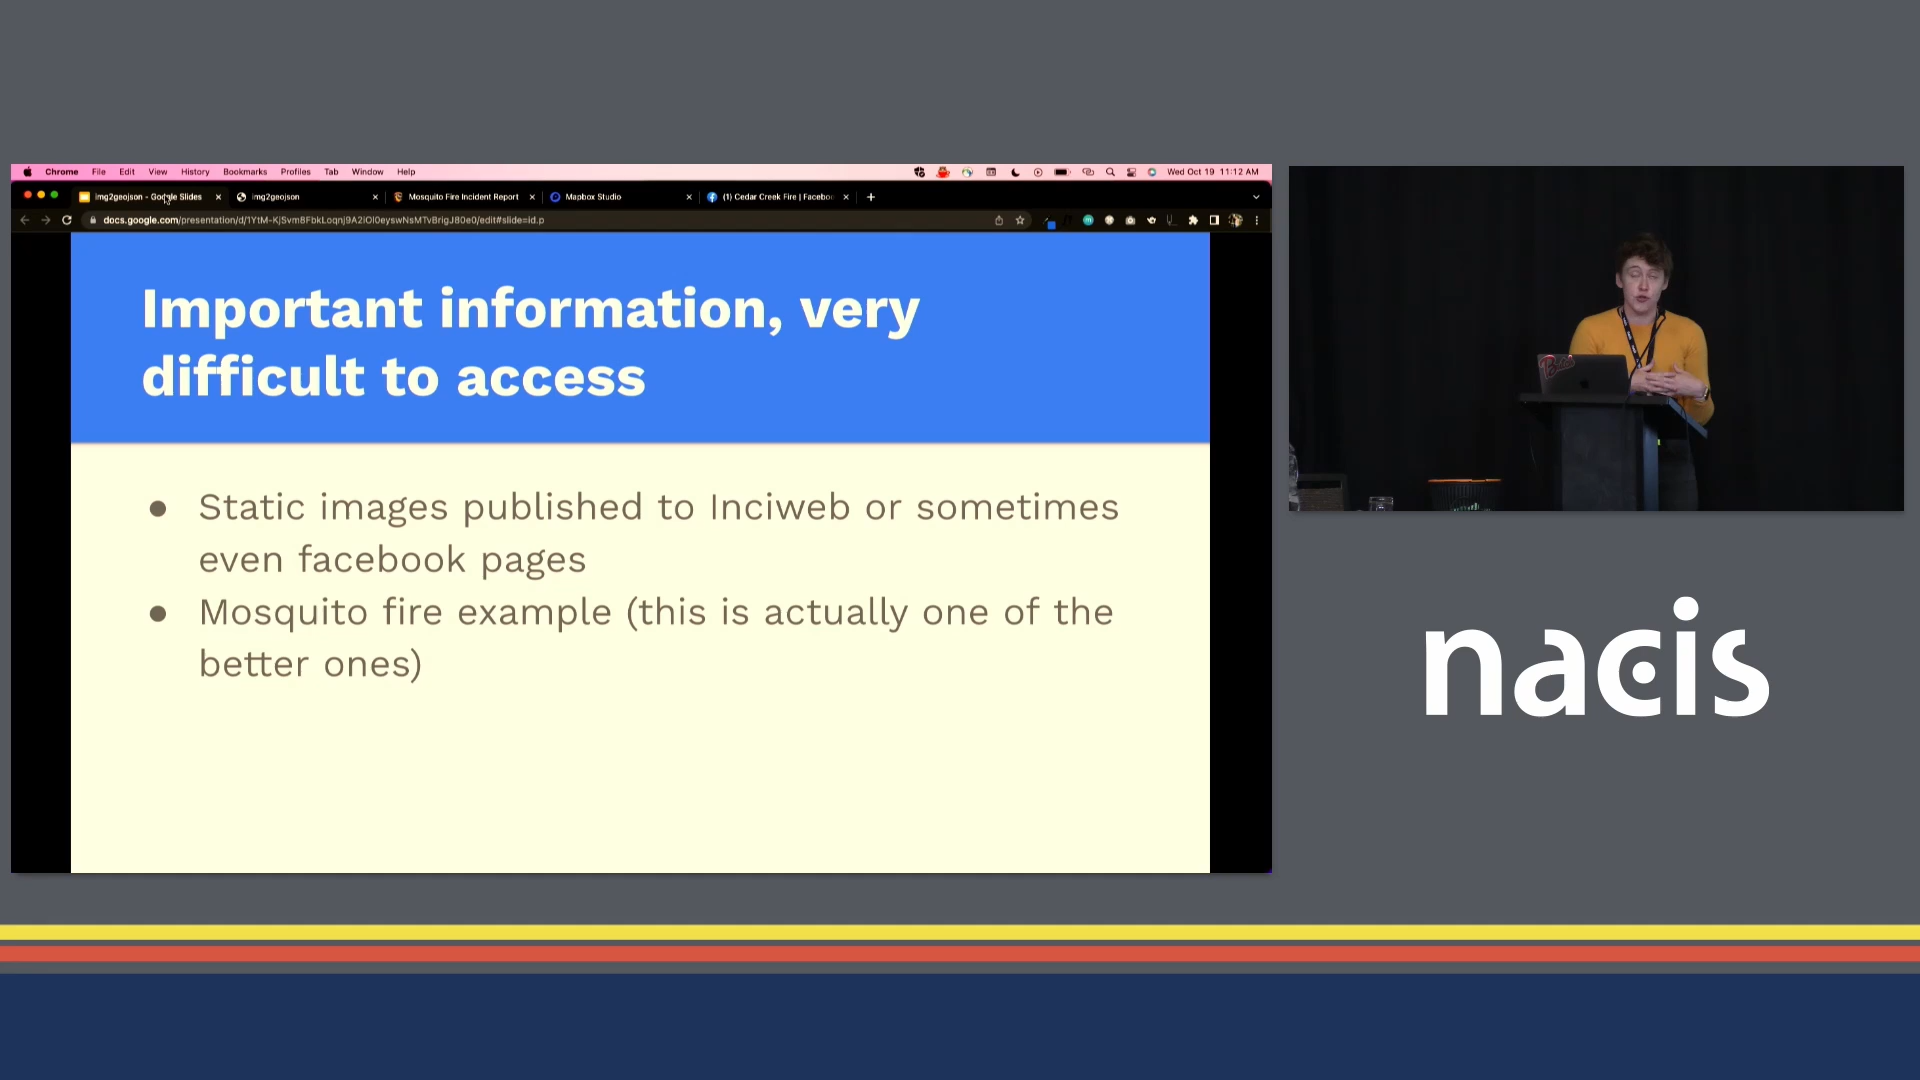 Chrome File Edit View History Bookmarks Profiles Tab Window Help Wed Oct 19 11:12 AM
img2geojson - Google Slides img2geojson Mosquito Fire Incident Report Mapbox Studio (1) Cedar Creek Fire | Faceboo
Important information, very
difficult to access
● Static images published to Inciweb or sometimes
even facebook pages
● Mosquito fire example (this is actually one of the
better ones)
nacis